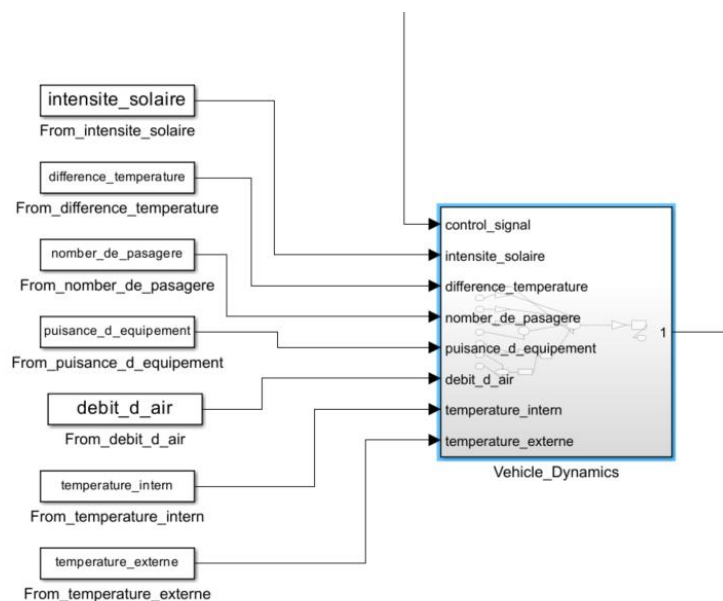 intensite_solaire
From_intensite_solaire
difference_temperature
From_difference_temperature
nomber_de_pasagere
From_nomber_de_pasagere
puisance_d_equipement
From_puisance_d_equipement
debit_d_air
From_debit_d_air
temperature_intern
From_temperature_intern
temperature_externe
From_temperature_externe
control_signal
intensite_solaire
difference_temperature
nomber_de_pasagere
puisance_d_equipement
debit_d_air
temperature_intern
temperature_externe
1
Vehicle_Dynamics